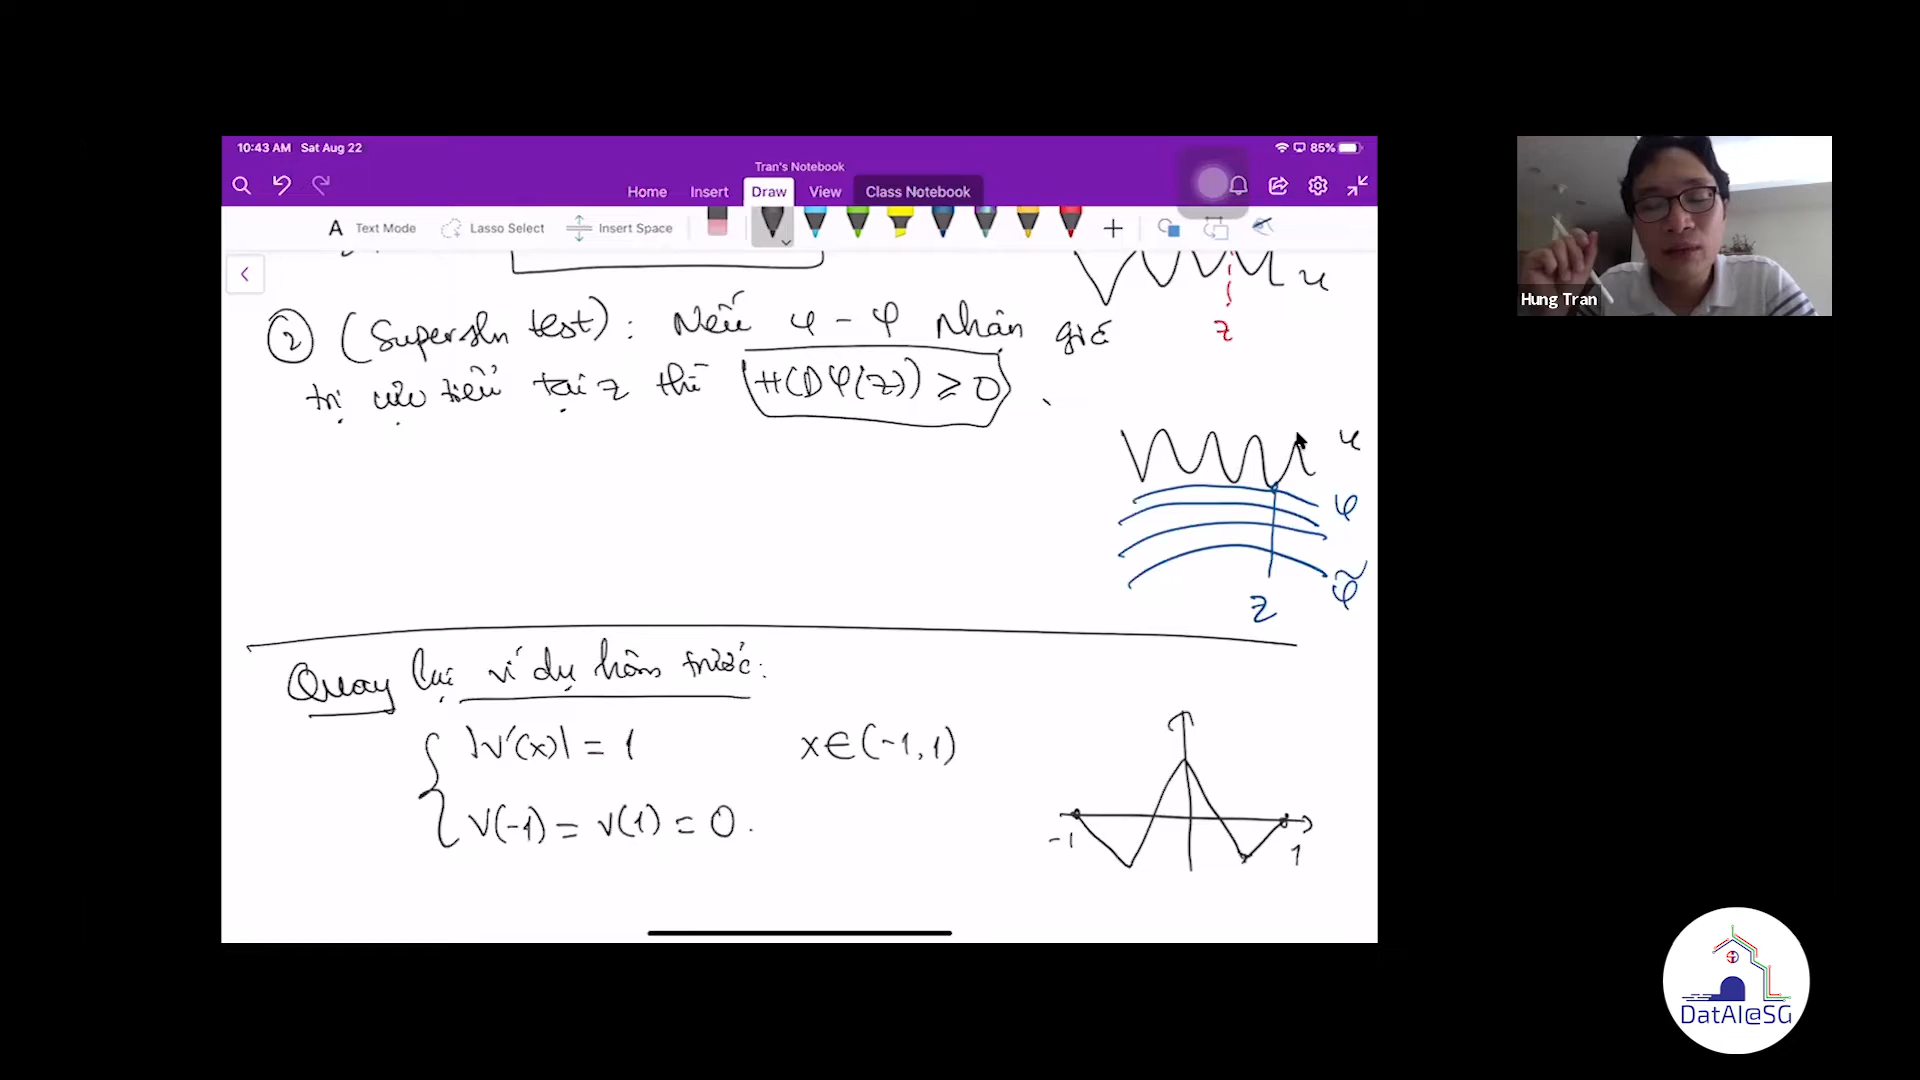 10:43 AM Sat Aug 22
85%
Tran's Notebook
Home Insert Draw View Class Notebook
A Text Mode Lasso Select Insert Space
u
z
② (Supersln test): Nếu u - φ nhận giá
trị cực tiểu tại z thì H(Dφ(z)) ≥ 0.
u
φ
φ̃
z
Quay lại ví dụ hôm trước:
|v'(x)| = 1 x ∈ (-1, 1)
v(-1) = v(1) = 0.
-1 1
Hung Tran
DatAI@SG